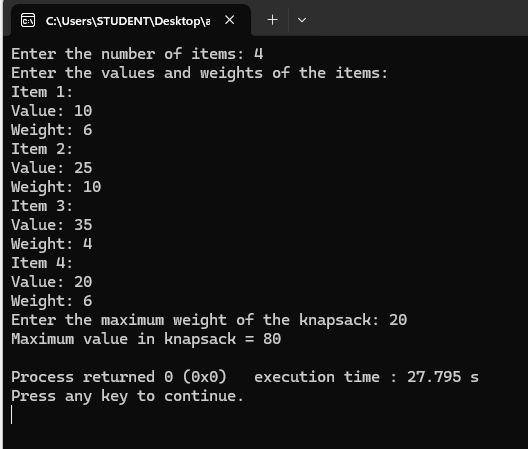 C:\Users\STUDENT\Desktop\a
Enter the number of items: 4
Enter the values and weights of the items:
Item 1:
Value: 10
Weight: 6
Item 2:
Value: 25
Weight: 10
Item 3:
Value: 35
Weight: 4
Item 4:
Value: 20
Weight: 6
Enter the maximum weight of the knapsack: 20
Maximum value in knapsack = 80
Process returned 0 (0x0)   execution time : 27.795 s
Press any key to continue.